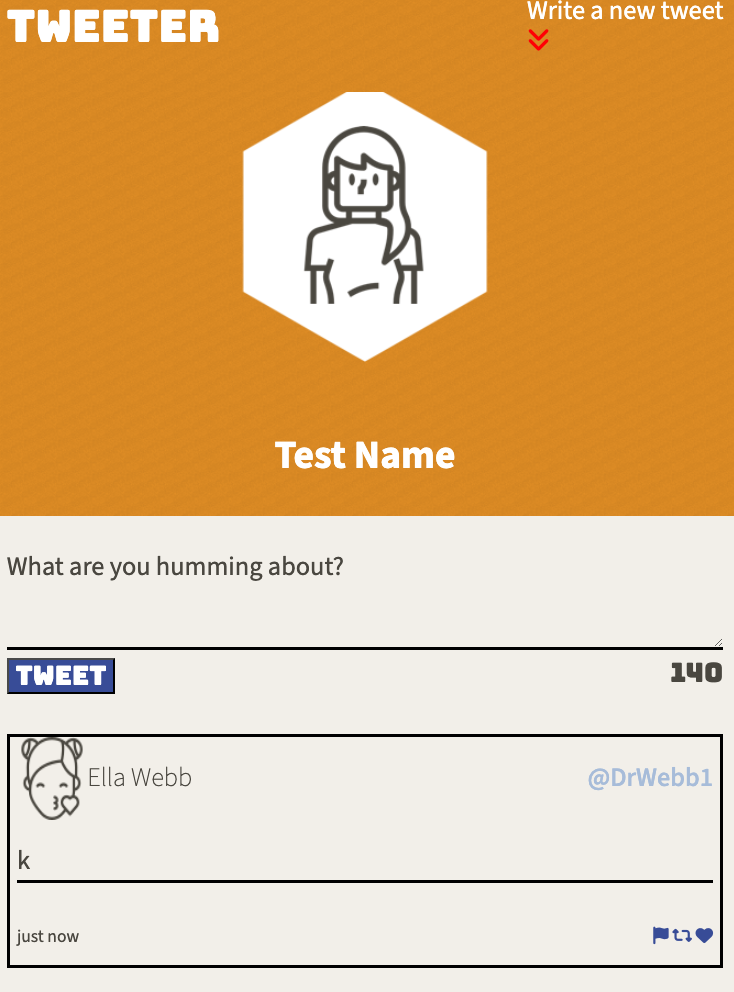 TWEETER
Write a new tweet
Test Name
What are you humming about?
TWEET
140
Ella Webb
@DrWebb1
k
just now